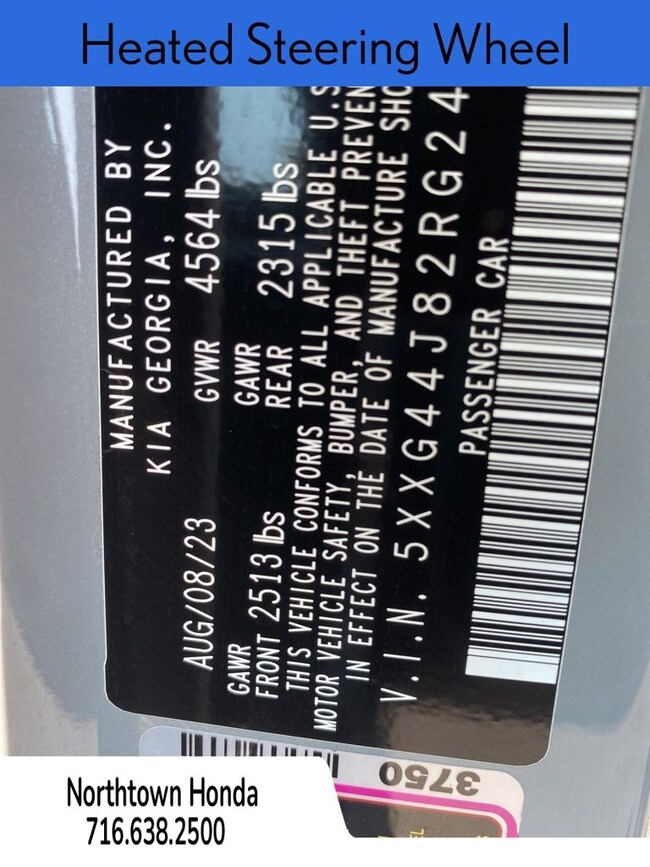 Heated Steering Wheel
MANUFACTURED BY
KIA GEORGIA, INC.
AUG/08/23 GVWR 4564 lbs
GAWR GAWR
FRONT 2513 lbs REAR 2315 lbs
THIS VEHICLE CONFORMS TO ALL APPLICABLE U.S
MOTOR VEHICLE SAFETY, BUMPER, AND THEFT PREVEN
IN EFFECT ON THE DATE OF MANUFACTURE SHO
V.I.N. 5XXG44J82RG24
PASSENGER CAR
3750
Northtown Honda
716.638.2500